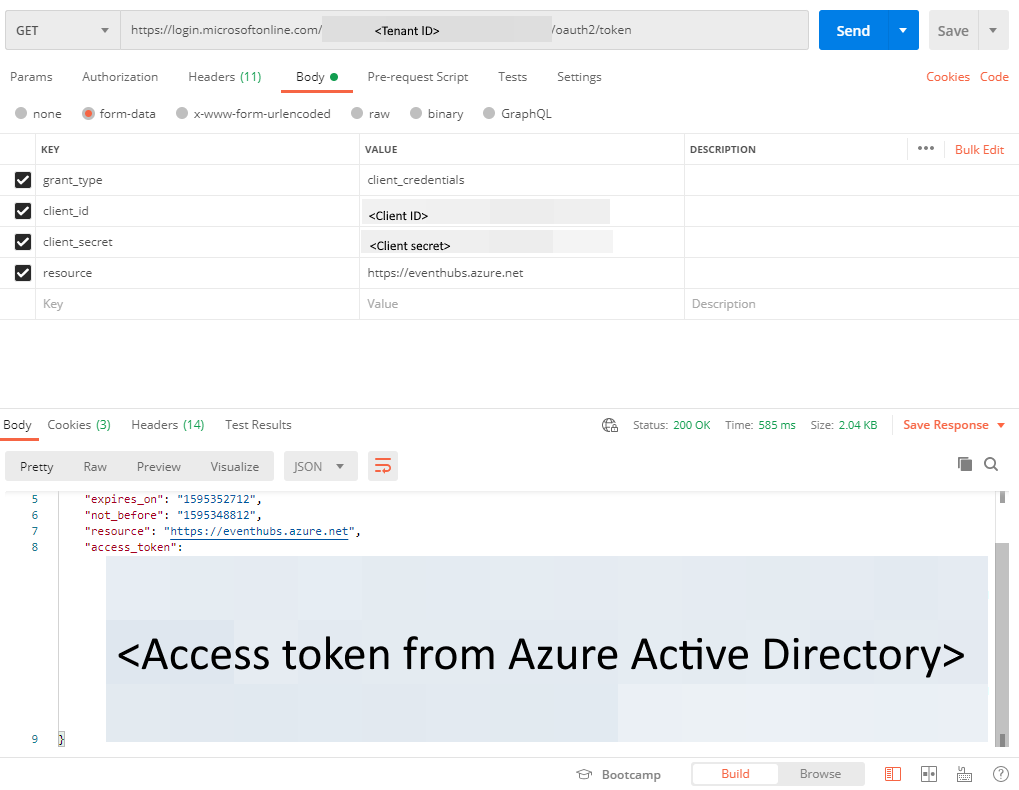 GET https://login.microsoftonline.com/ <Tenant ID> /oauth2/token Send Save
Params Authorization Headers (11) Body Pre-request Script Tests Settings Cookies Code
none form-data x-www-form-urlencoded raw binary GraphQL
KEY VALUE DESCRIPTION ••• Bulk Edit
grant_type client_credentials
client_id <Client ID>
client_secret <Client secret>
resource https://eventhubs.azure.net
Key Value Description
Body Cookies (3) Headers (14) Test Results Status: 200 OK Time: 585 ms Size: 2.04 KB Save Response
Pretty Raw Preview Visualize JSON
5 "expires_on": "1595352712",
6 "not_before": "1595348812",
7 "resource": "https://eventhubs.azure.net",
8 "access_token":
<Access token from Azure Active Directory>
9 }
Bootcamp Build Browse ?